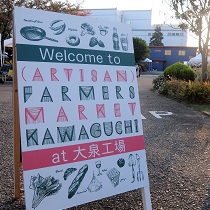 Welcome to
(ARTISAN)
FARMERS
MARKET
KAWAGUCHI
at 大泉工場